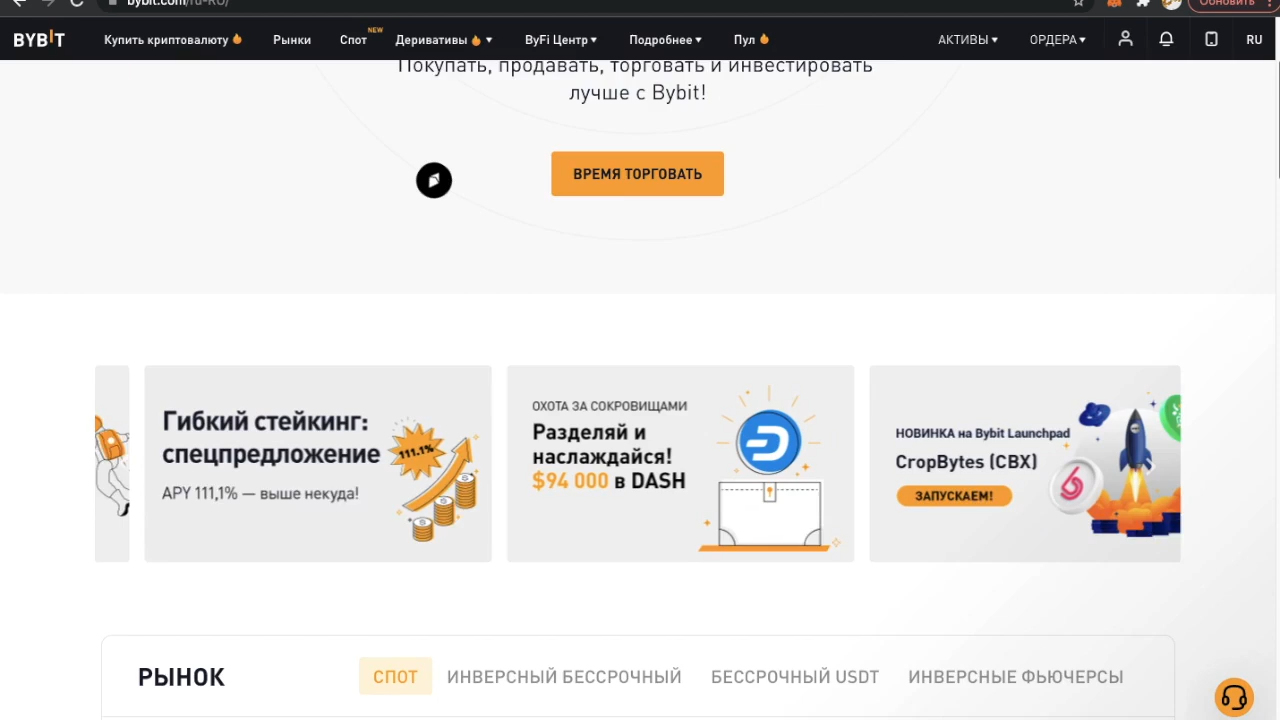 bybit.com/ru-RU/
Обновить
BYBIT
Купить криптовалюту
Рынки
Спот
NEW
Деривативы
ByFi Центр
Подробнее
Пул
АКТИВЫ
ОРДЕРА
RU
Покупать, продавать, торговать и инвестировать
лучше с Bybit!
ВРЕМЯ ТОРГОВАТЬ
Гибкий стейкинг:
спецпредложение
APY 111,1% — выше некуда!
111.1%
ОХОТА ЗА СОКРОВИЩАМИ
Разделяй и
наслаждайся!
$94 000 в DASH
НОВИНКА на Bybit Launchpad
CropBytes (CBX)
ЗАПУСКАЕМ!
РЫНОК
СПОТ
ИНВЕРСНЫЙ БЕССРОЧНЫЙ
БЕССРОЧНЫЙ USDT
ИНВЕРСНЫЕ ФЬЮЧЕРСЫ